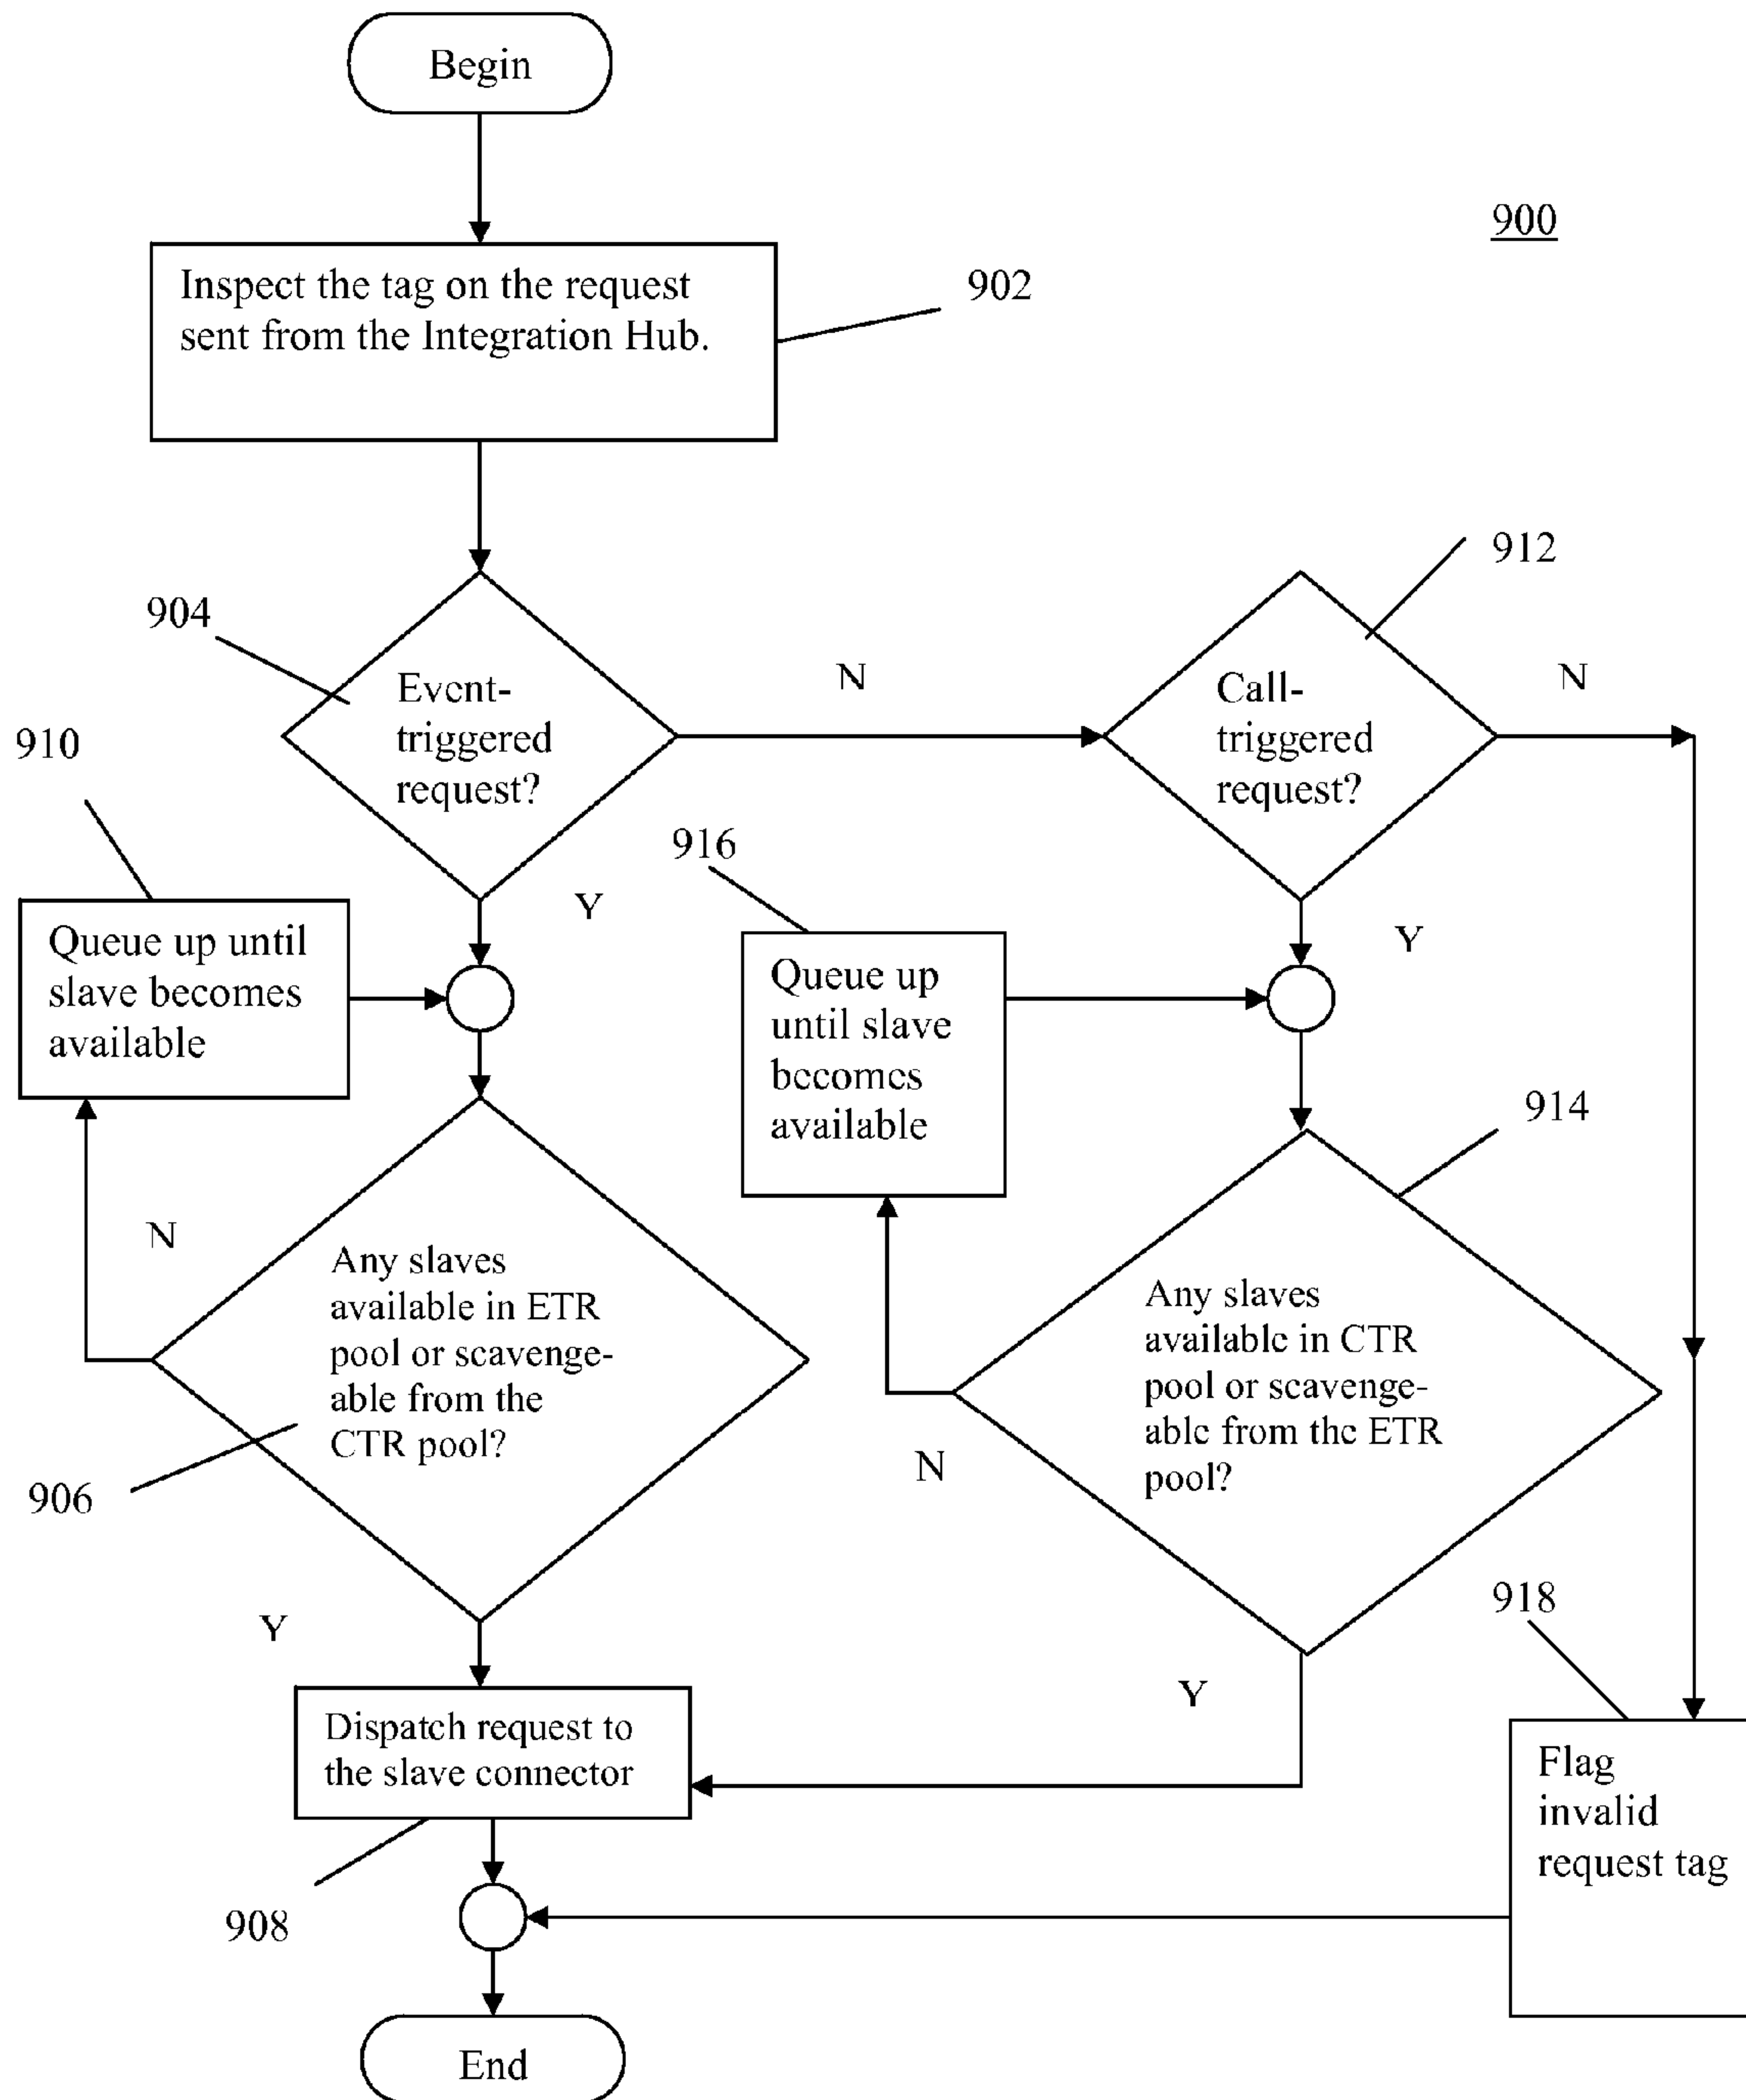 Begin
900
Inspect the tag on the request
sent from the Integration Hub.
902
912
904
Event-
triggered
request?
N
Call-
triggered
request?
N
910
916
Y
Y
Queue up until
slave becomes
available
Queue up
until slave
becomes
available
914
N
Any slaves
available in ETR
pool or scavenge-
able from the
CTR pool?
Any slaves
available in CTR
pool or scavenge-
able from the ETR
pool?
N
906
918
Y
Y
Dispatch request to
the slave connector
Flag
invalid
request tag
908
End